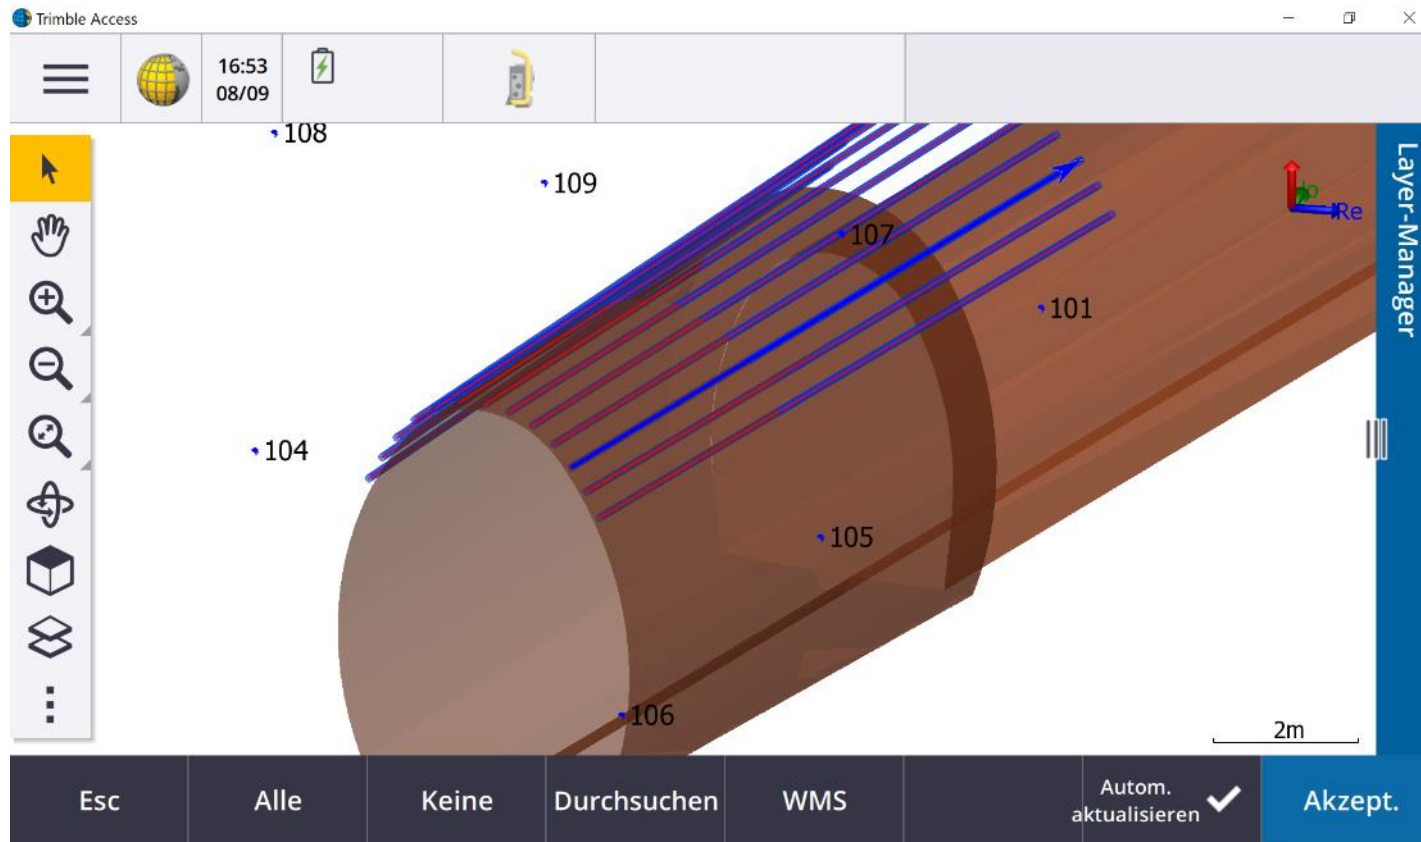 Trimble Access
16:53
08/09
108
109
107
Re
101
104
105
106
2m
Layer-Manager
Esc
Alle
Keine
Durchsuchen
WMS
Autom.
aktualisieren
Akzept.